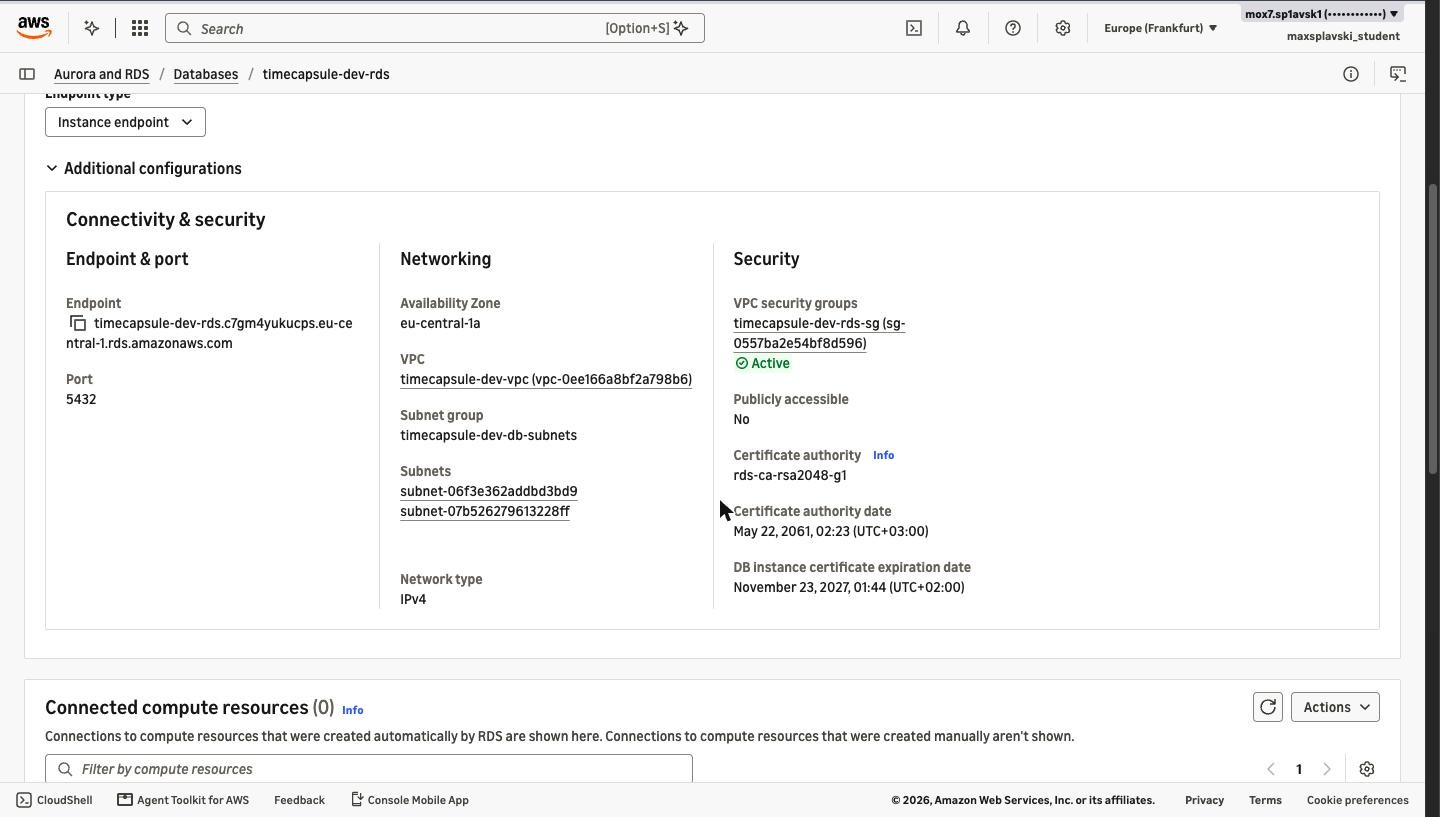 aws
Search
[Option+S]
Europe (Frankfurt)
mox7.sp1avsk1 (············)
maxsplavski_student
Aurora and RDS / Databases / timecapsule-dev-rds
Endpoint type
Instance endpoint
Additional configurations
Connectivity & security
Endpoint & port
Endpoint
timecapsule-dev-rds.c7gm4yukucps.eu-ce
ntral-1.rds.amazonaws.com
Port
5432
Networking
Availability Zone
eu-central-1a
VPC
timecapsule-dev-vpc (vpc-0ee166a8bf2a798b6)
Subnet group
timecapsule-dev-db-subnets
Subnets
subnet-06f3e362addbd3bd9
subnet-07b526279613228ff
Network type
IPv4
Security
VPC security groups
timecapsule-dev-rds-sg (sg-
0557ba2e54bf8d596)
Active
Publicly accessible
No
Certificate authority Info
rds-ca-rsa2048-g1
Certificate authority date
May 22, 2061, 02:23 (UTC+03:00)
DB instance certificate expiration date
November 23, 2027, 01:44 (UTC+02:00)
Connected compute resources (0) Info
Actions
Connections to compute resources that were created automatically by RDS are shown here. Connections to compute resources that were created manually aren't shown.
Filter by compute resources
1
CloudShell
Agent Toolkit for AWS
Feedback
Console Mobile App
© 2026, Amazon Web Services, Inc. or its affiliates.
Privacy
Terms
Cookie preferences